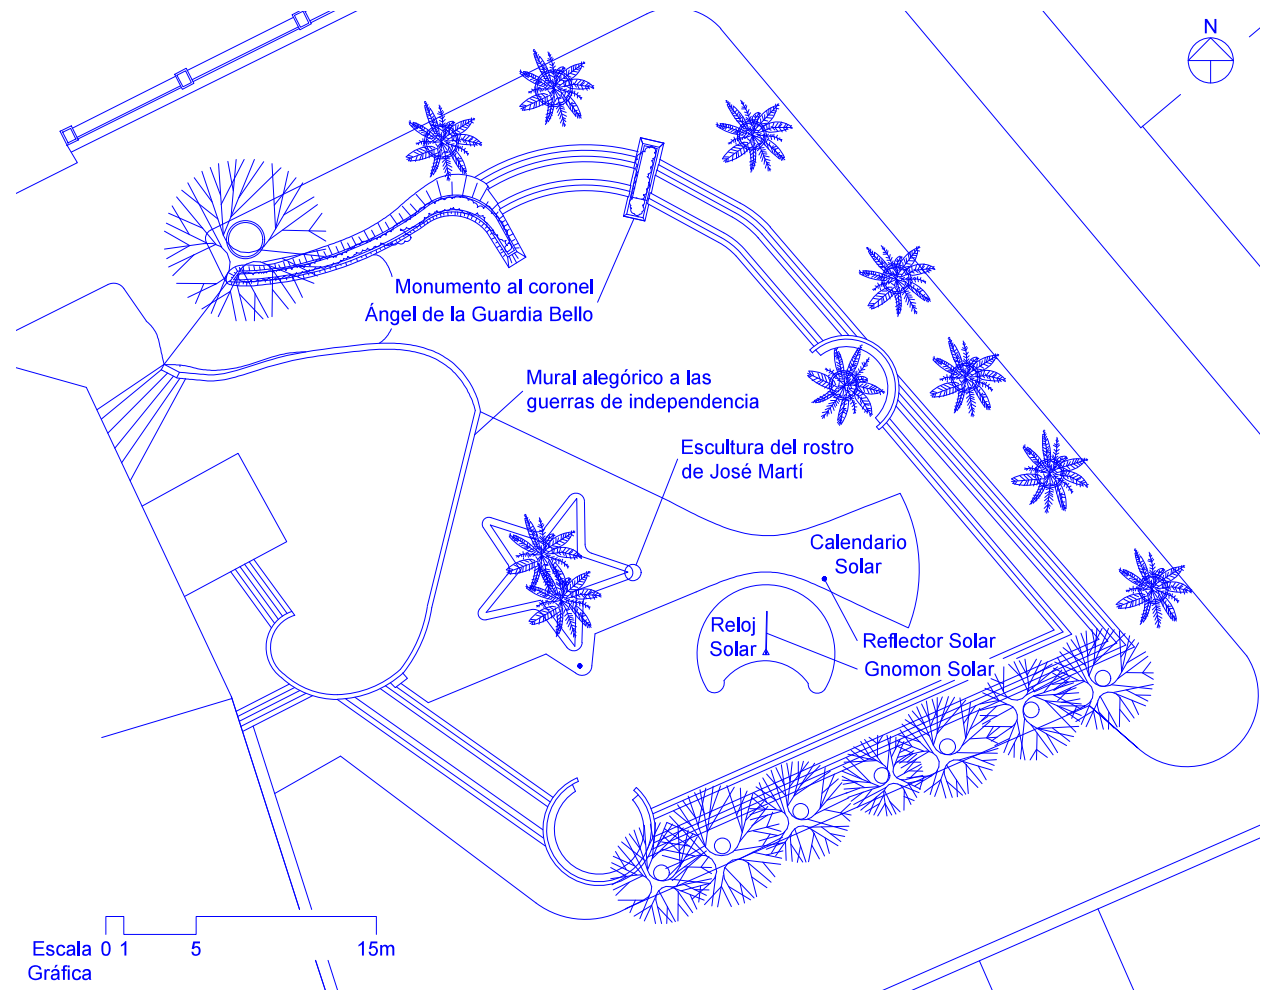 N
Monumento al coronel
Ángel de la Guardia Bello
Mural alegórico a las
guerras de independencia
Escultura del rostro
de José Martí
Calendario
Solar
Reloj
Solar
Reflector Solar
Gnomon Solar
Escala 0 1 5 15m
Gráfica